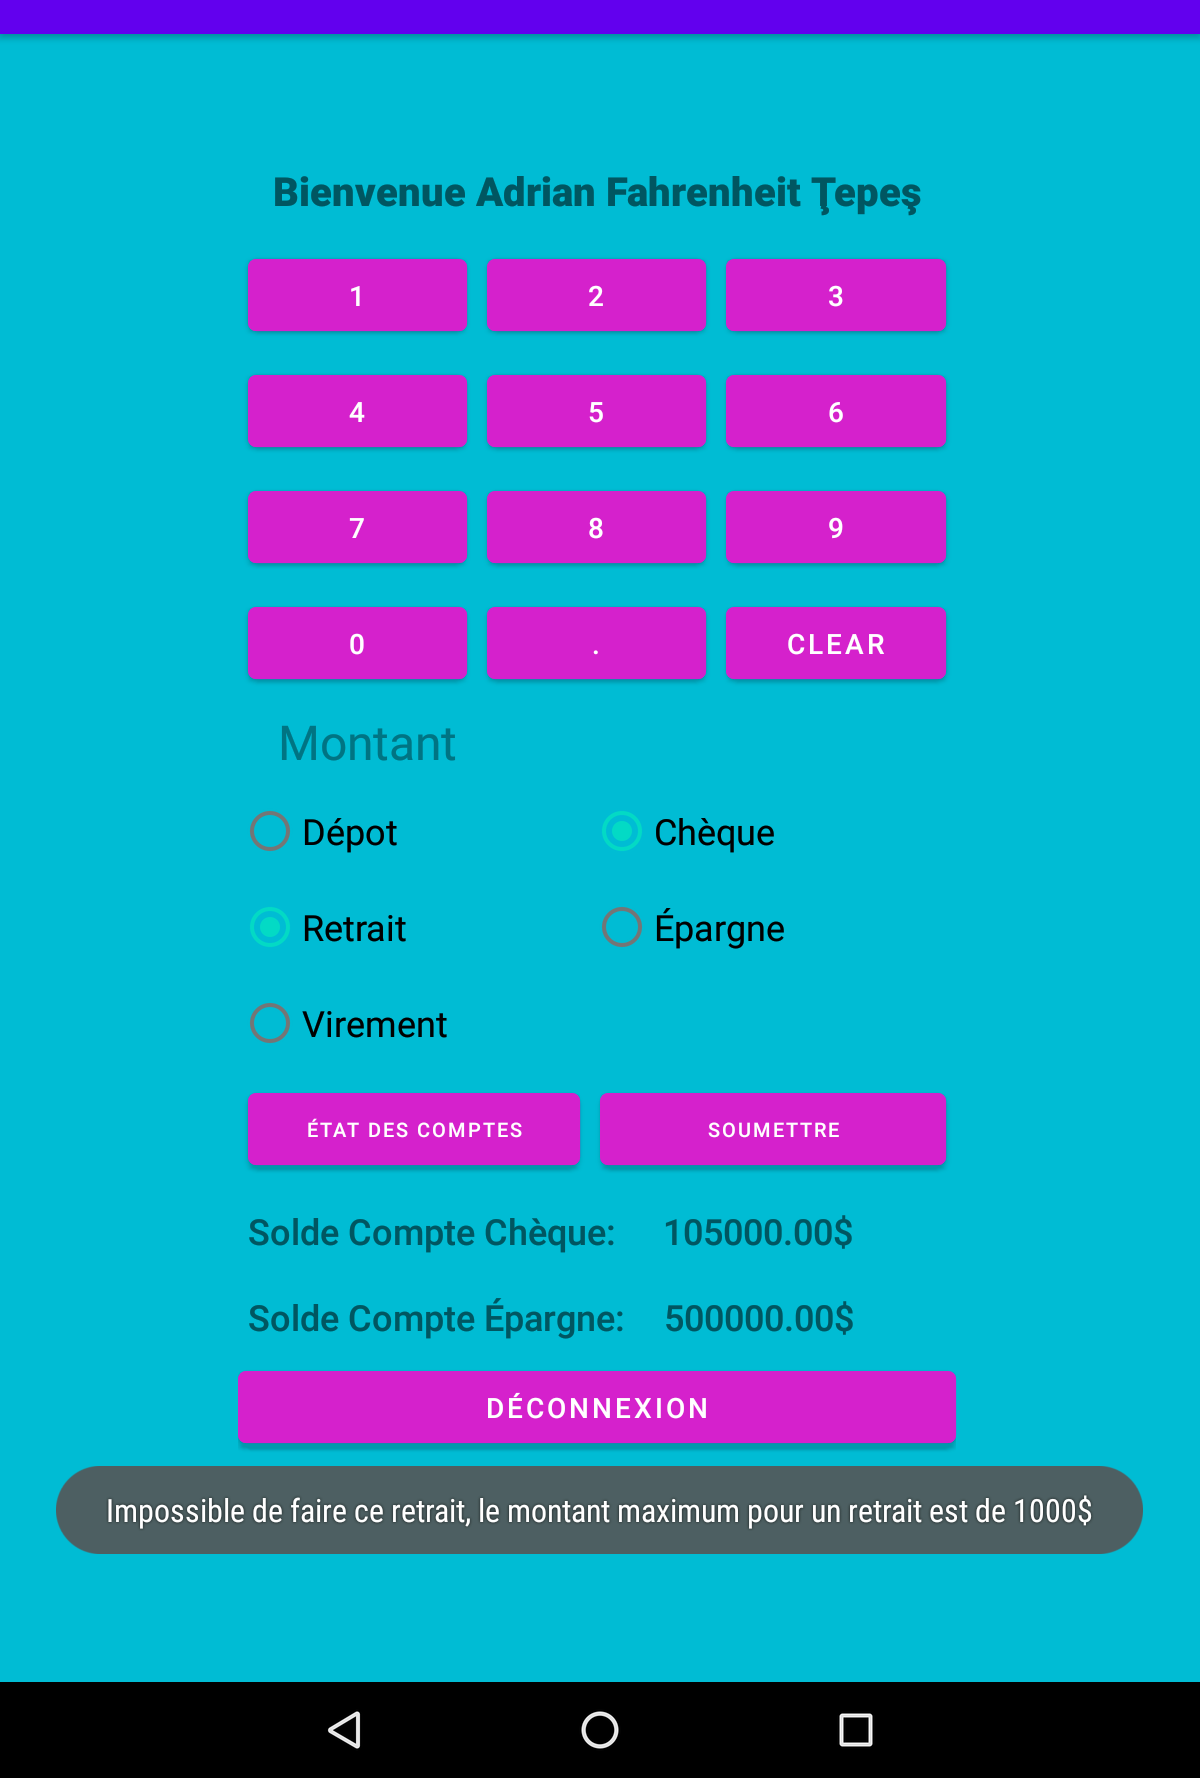 Bienvenue Adrian Fahrenheit Ţepeş
1 2 3
4 5 6
7 8 9
0 . CLEAR
Montant
Dépot Chèque
Retrait Épargne
Virement
ÉTAT DES COMPTES SOUMETTRE
Solde Compte Chèque: 105000.00$
Solde Compte Épargne: 500000.00$
DÉCONNEXION
Impossible de faire ce retrait, le montant maximum pour un retrait est de 1000$